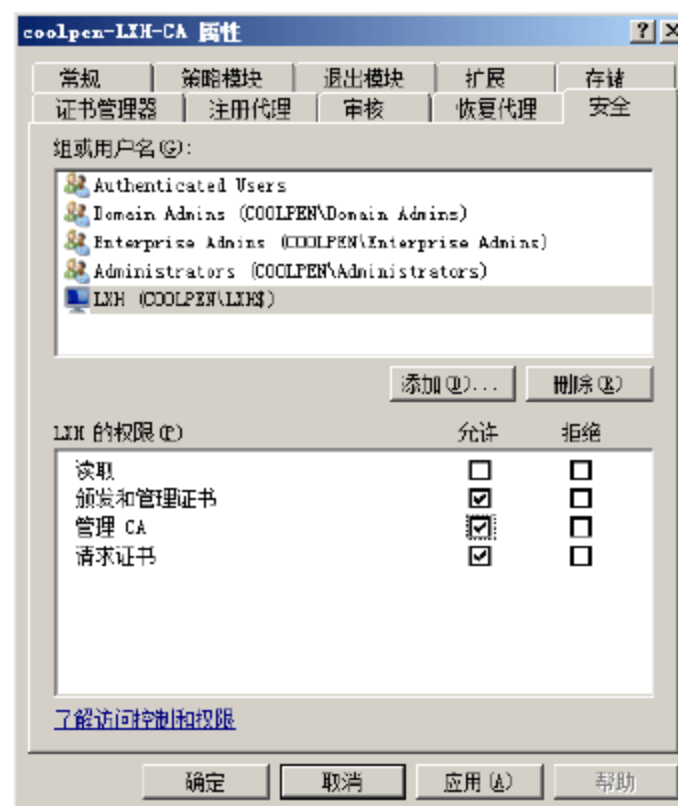 coolpen-LXH-CA 属性
常规 策略模块 退出模块 扩展 存储
证书管理器 注册代理 审核 恢复代理 安全
组或用户名(G):
Authenticated Users
Domain Admins (COOLPEN\Domain Admins)
Enterprise Admins (COOLPEN\Enterprise Admins)
Administrators (COOLPEN\Administrators)
LXH (COOLPEN\LXH$)
添加(D)... 删除(R)
LXH 的权限(P) 允许 拒绝
读取
颁发和管理证书
管理 CA
请求证书
了解访问控制和权限
确定 取消 应用(A) 帮助